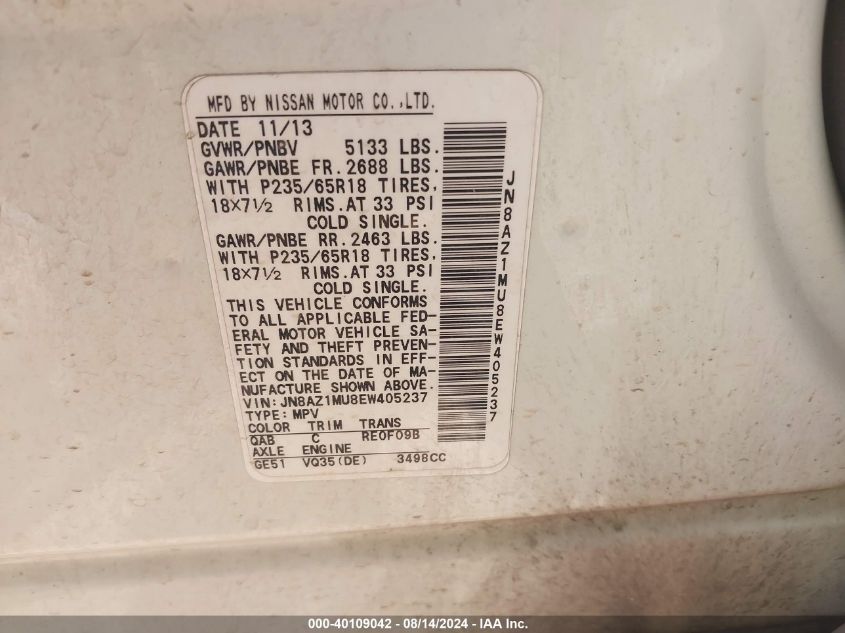 MFD BY NISSAN MOTOR CO.,LTD.
DATE 11/13
GVWR/PNBV 5133 LBS.
GAWR/PNBE FR. 2688 LBS.
WITH P235/65R18 TIRES,
18×7½ RIMS. AT 33 PSI
COLD SINGLE.
GAWR/PNBE RR. 2463 LBS.
WITH P235/65R18 TIRES,
18×7½ RIMS. AT 33 PSI
COLD SINGLE.
THIS VEHICLE CONFORMS
TO ALL APPLICABLE FED-
ERAL MOTOR VEHICLE SA-
FETY AND THEFT PREVEN-
TION STANDARDS IN EFF-
ECT ON THE DATE OF MA-
NUFACTURE SHOWN ABOVE.
VIN: JN8AZ1MU8EW405237
TYPE: MPV
COLOR TRIM TRANS
QAB C RE0F09B
AXLE ENGINE
GE51 VQ35(DE) 3498CC
JN8AZ1MU8EW405237
000-40109042 - 08/14/2024 - IAA Inc.